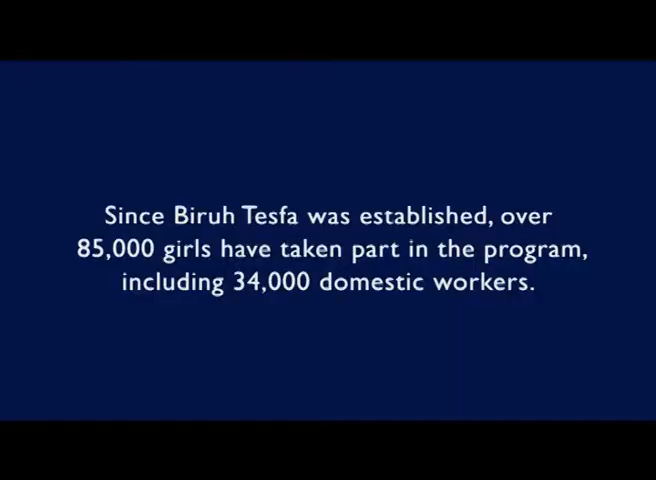 Since Biruh Tesfa was established, over
85,000 girls have taken part in the program,
including 34,000 domestic workers.